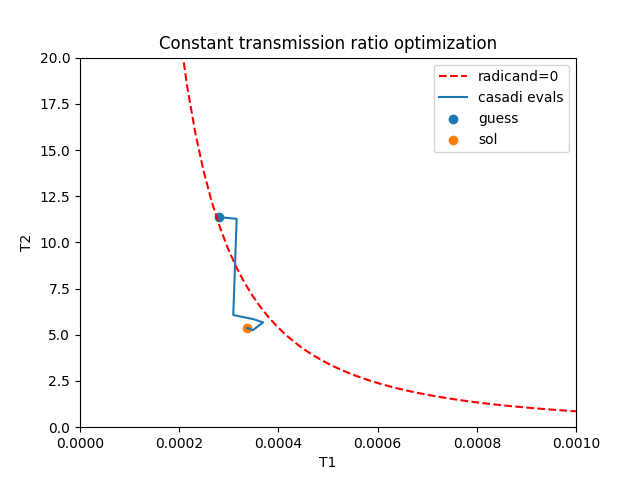 Constant transmission ratio optimization
radicand=0
casadi evals
guess
sol
20.0
17.5
15.0
12.5
10.0
7.5
5.0
2.5
0.0
T2
0.0000
0.0002
0.0004
0.0006
0.0008
0.0010
T1